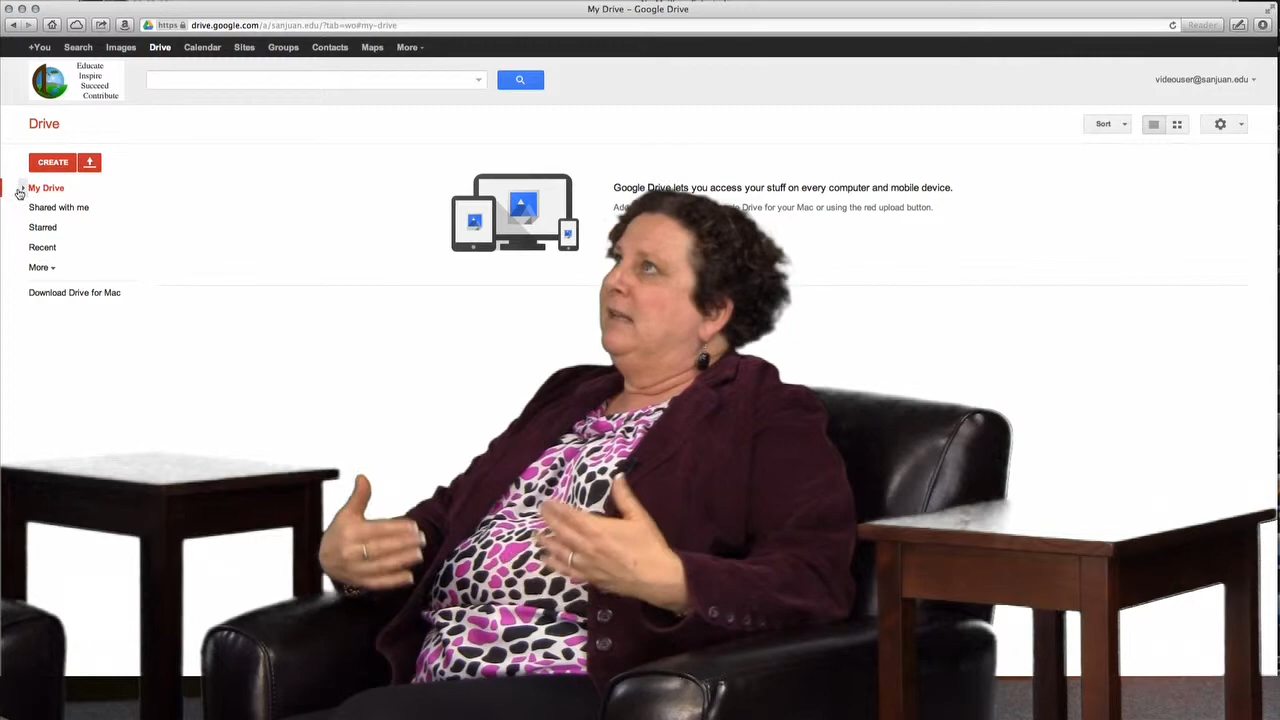 My Drive – Google Drive
https drive.google.com/a/sanjuan.edu/?tab=wo#my-drive
Reader
+You Search Images Drive Calendar Sites Groups Contacts Maps More
Educate
Inspire
Succeed
Contribute
videouser@sanjuan.edu
Drive
Sort
CREATE
My Drive
Google Drive lets you access your stuff on every computer and mobile device.
Shared with me
Drive for your Mac or using the red upload button.
Starred
Recent
More
Download Drive for Mac